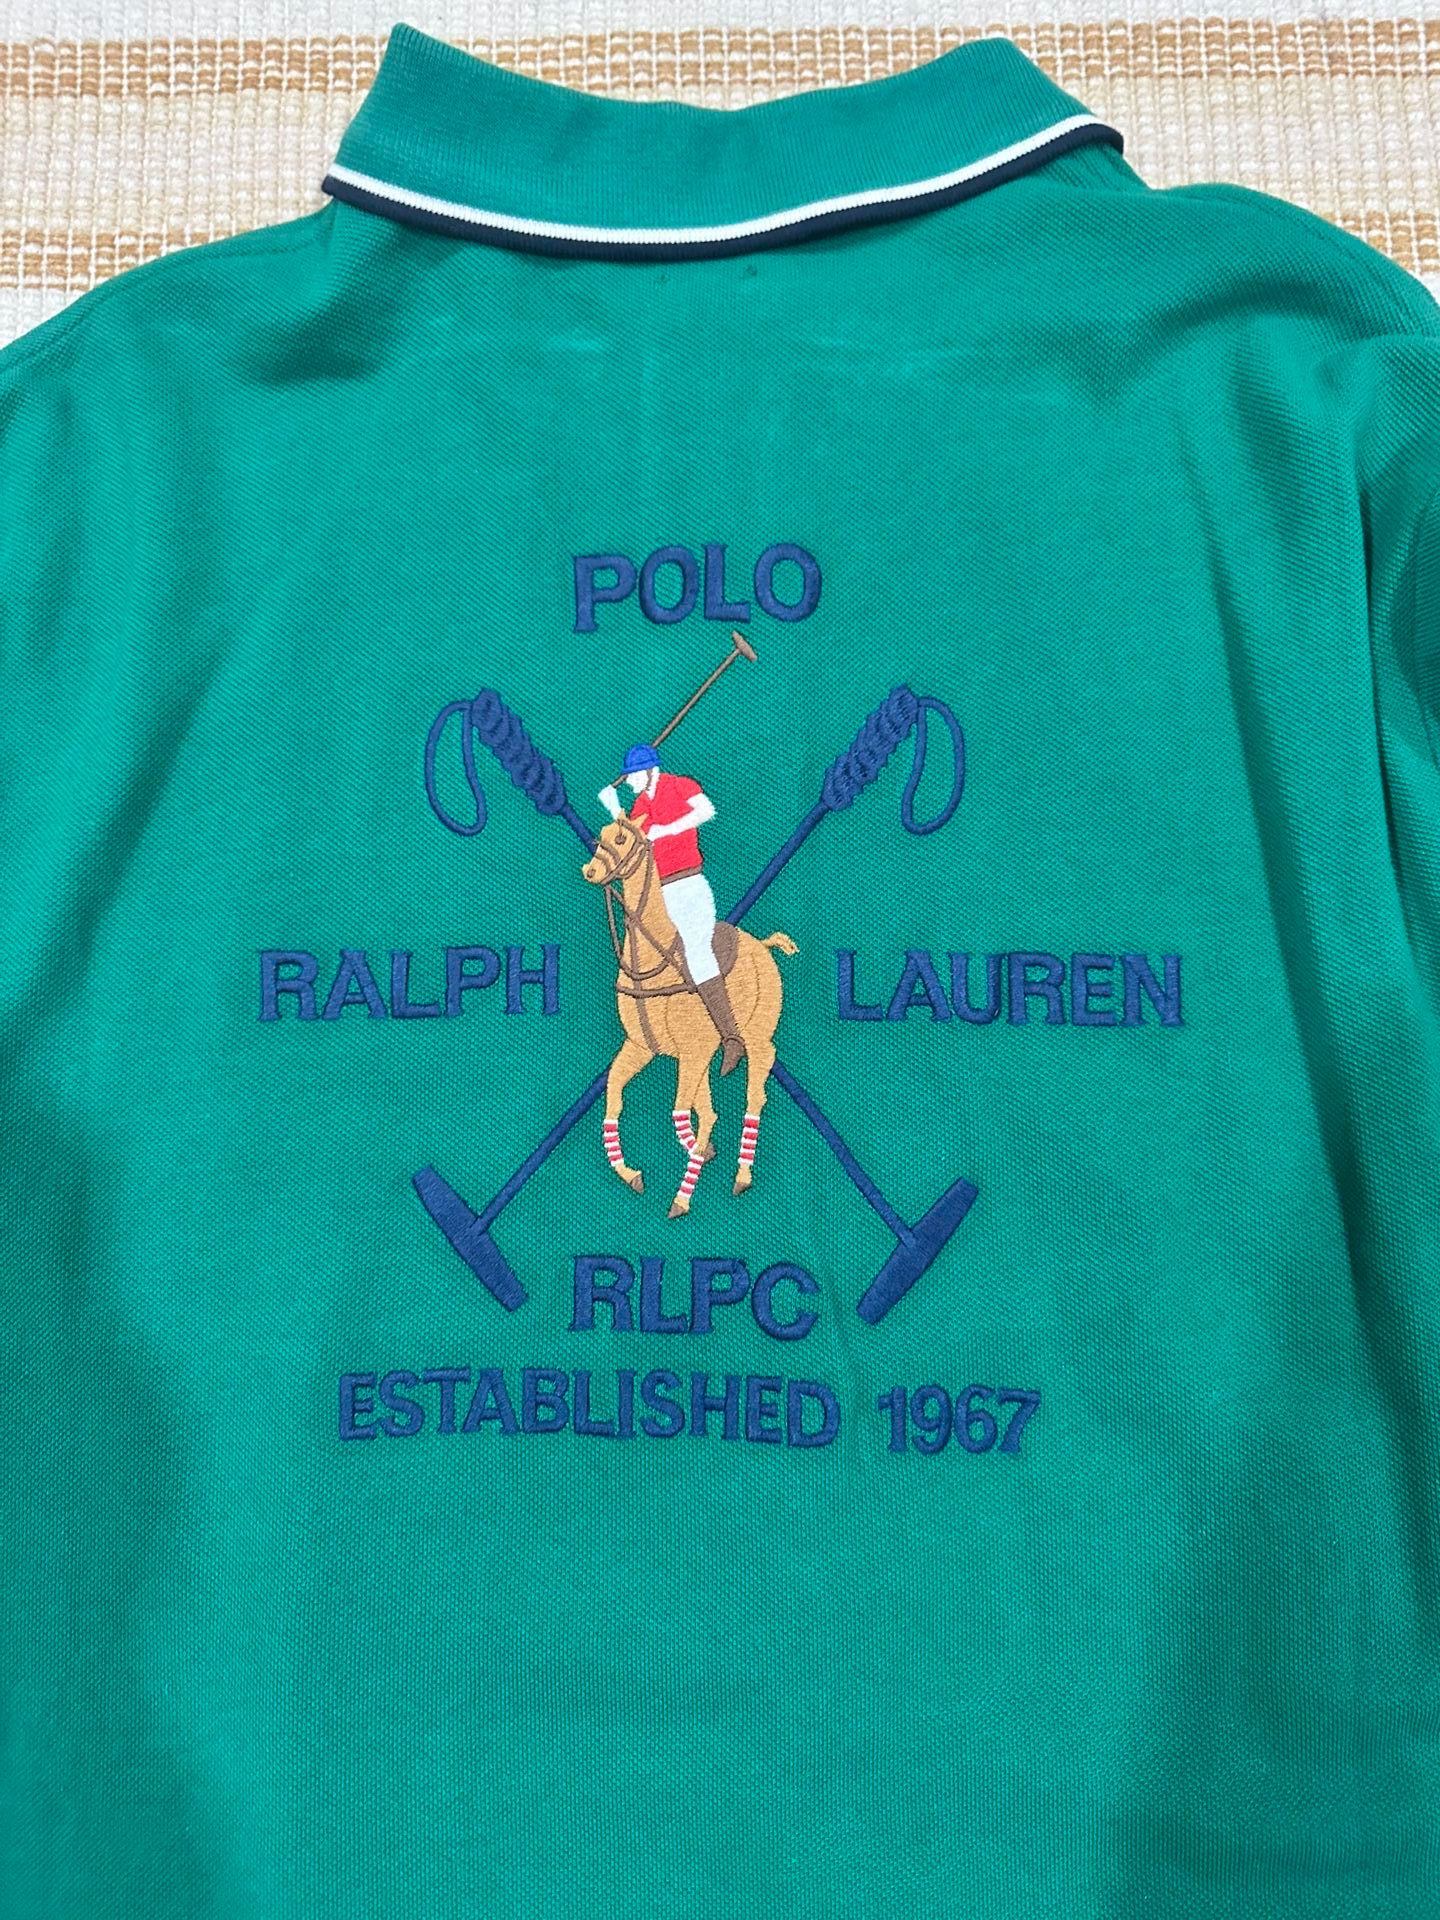 POLO
RALPH LAUREN
RLPC
ESTABLISHED 1967